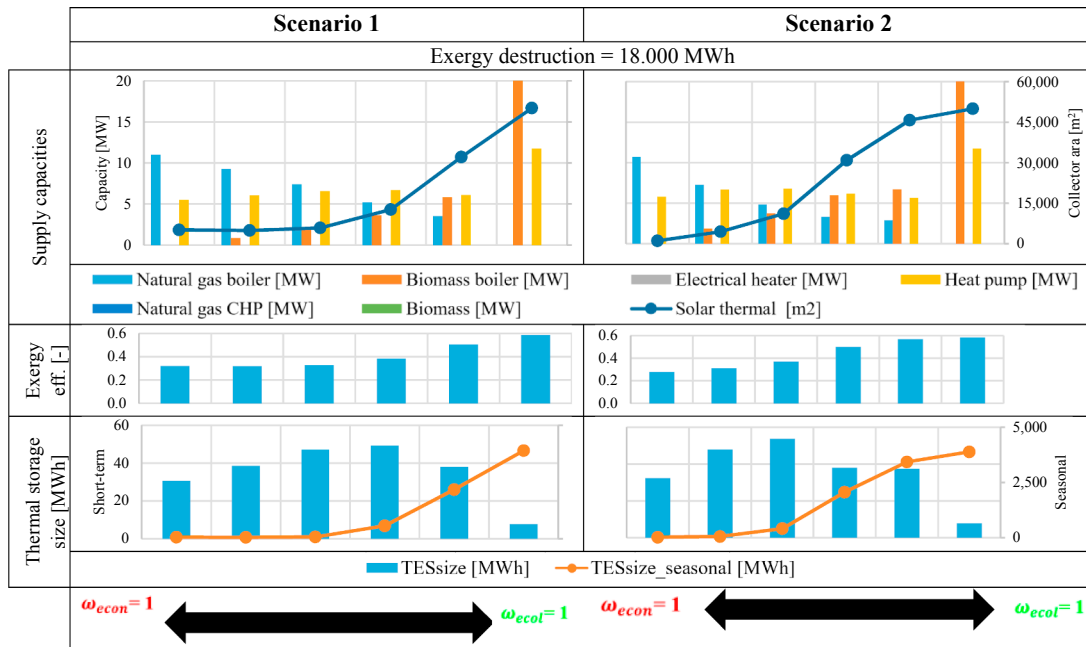 Scenario 1
Scenario 2
Exergy destruction = 18.000 MWh
Supply capacities
Capacity [MW]
20
15
10
5
0
60,000
45,000
30,000
15,000
0
Collector ara [m²]
Natural gas boiler [MW]
Biomass boiler [MW]
Electrical heater [MW]
Heat pump [MW]
Natural gas CHP [MW]
Biomass [MW]
Solar thermal [m2]
Exergy
eff. [-]
0.6
0.4
0.2
0.0
0.6
0.4
0.2
0.0
Thermal storage
size [MWh]
Short-term
60
40
20
0
5,000
2,500
0
Seasonal
TESsize [MWh]
TESsize_seasonal [MWh]
ω_econ = 1
ω_ecol = 1
ω_econ = 1
ω_ecol = 1